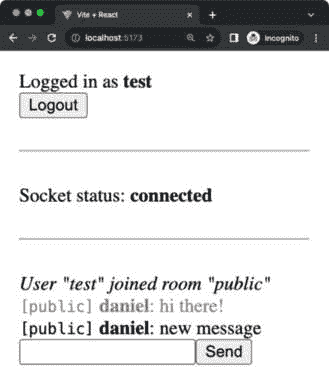 Vite + React
localhost:5173
Incognito
Logged in as test
Logout
Socket status: connected
User "test" joined room "public"
[public] daniel: hi there!
[public] daniel: new message
Send